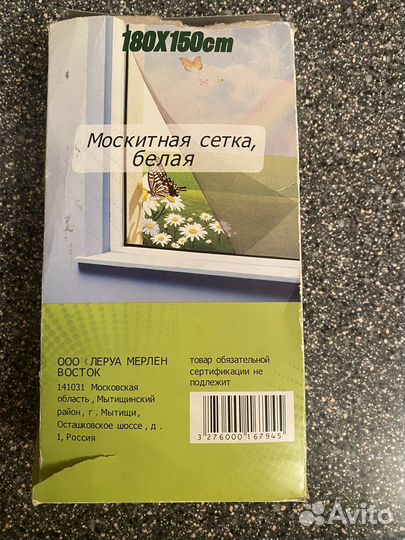 180X150cm
Москитная сетка,
белая
ООО "ЛЕРУА МЕРЛЕН
ВОСТОК
141031 Московская
область, Мытищинский
район, г. Мытищи,
Осташковское шоссе, д.
1, Россия
товар обязательной
сертификации не
подлежит
3 276000 167945
Avito